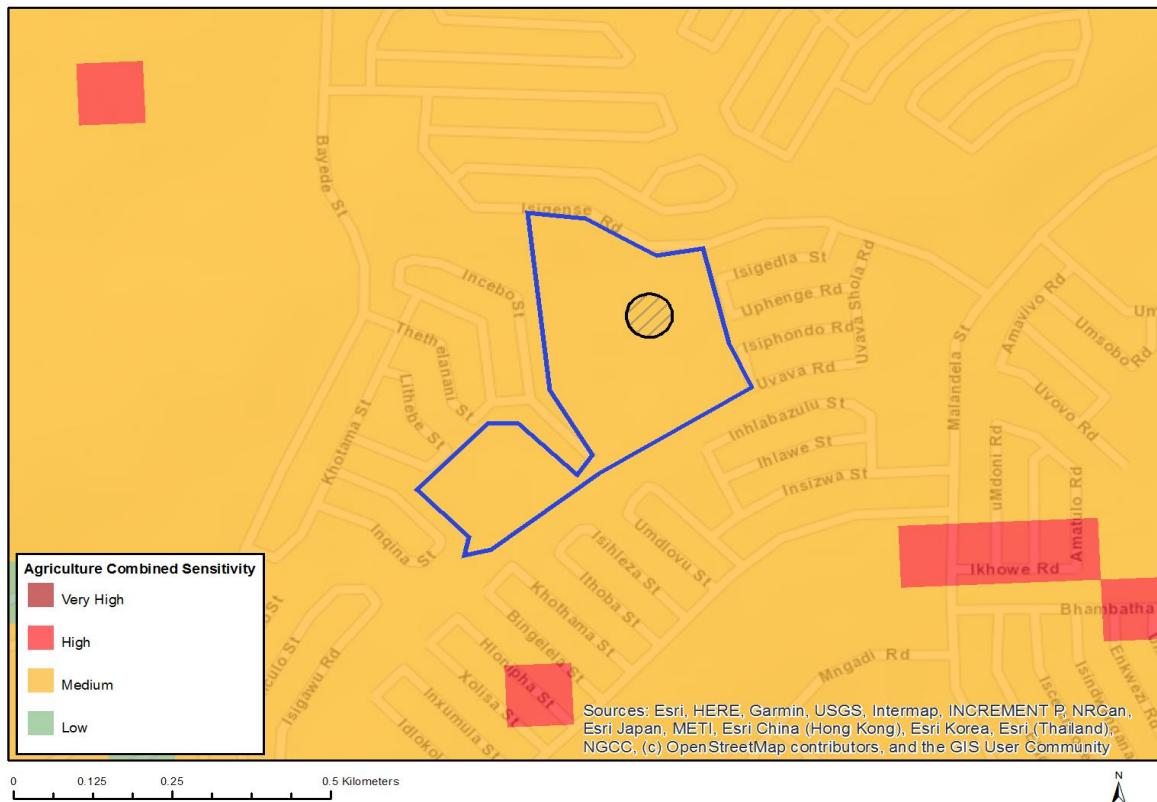 Bayede St
Isigense Rd
Incebo St
Isigedla St
Uphenge Rd
Isiphondo Rd
Uvava Rd
Uvava Shola Rd
Thethelanani St
Lithebe St
Khotama St
Inqina St
Inhlabazulu St
Ihlawe St
Insizwa St
Malandela St
Amavivo Rd
Umsobo Rd
Um
Uvovo Rd
uMdoni Rd
Amatulo Rd
Ikhowe Rd
Bhambatha
Enkwezi Rd
Umdlovu St
Isihleza St
Ithoba St
Khothama St
Bingelela St
Hlonipha St
Xolisa St
Inxumula St
Idlokol
Isigawu Rd
culo St
Mngadi Rd
Agriculture Combined Sensitivity
Very High
High
Medium
Low
Sources: Esri, HERE, Garmin, USGS, Intermap, INCREMENT P, NRCan,
Esri Japan, METI, Esri China (Hong Kong), Esri Korea, Esri (Thailand),
NGCC, (c) OpenStreetMap contributors, and the GIS User Community
0 0.125 0.25 0.5 Kilometers
N